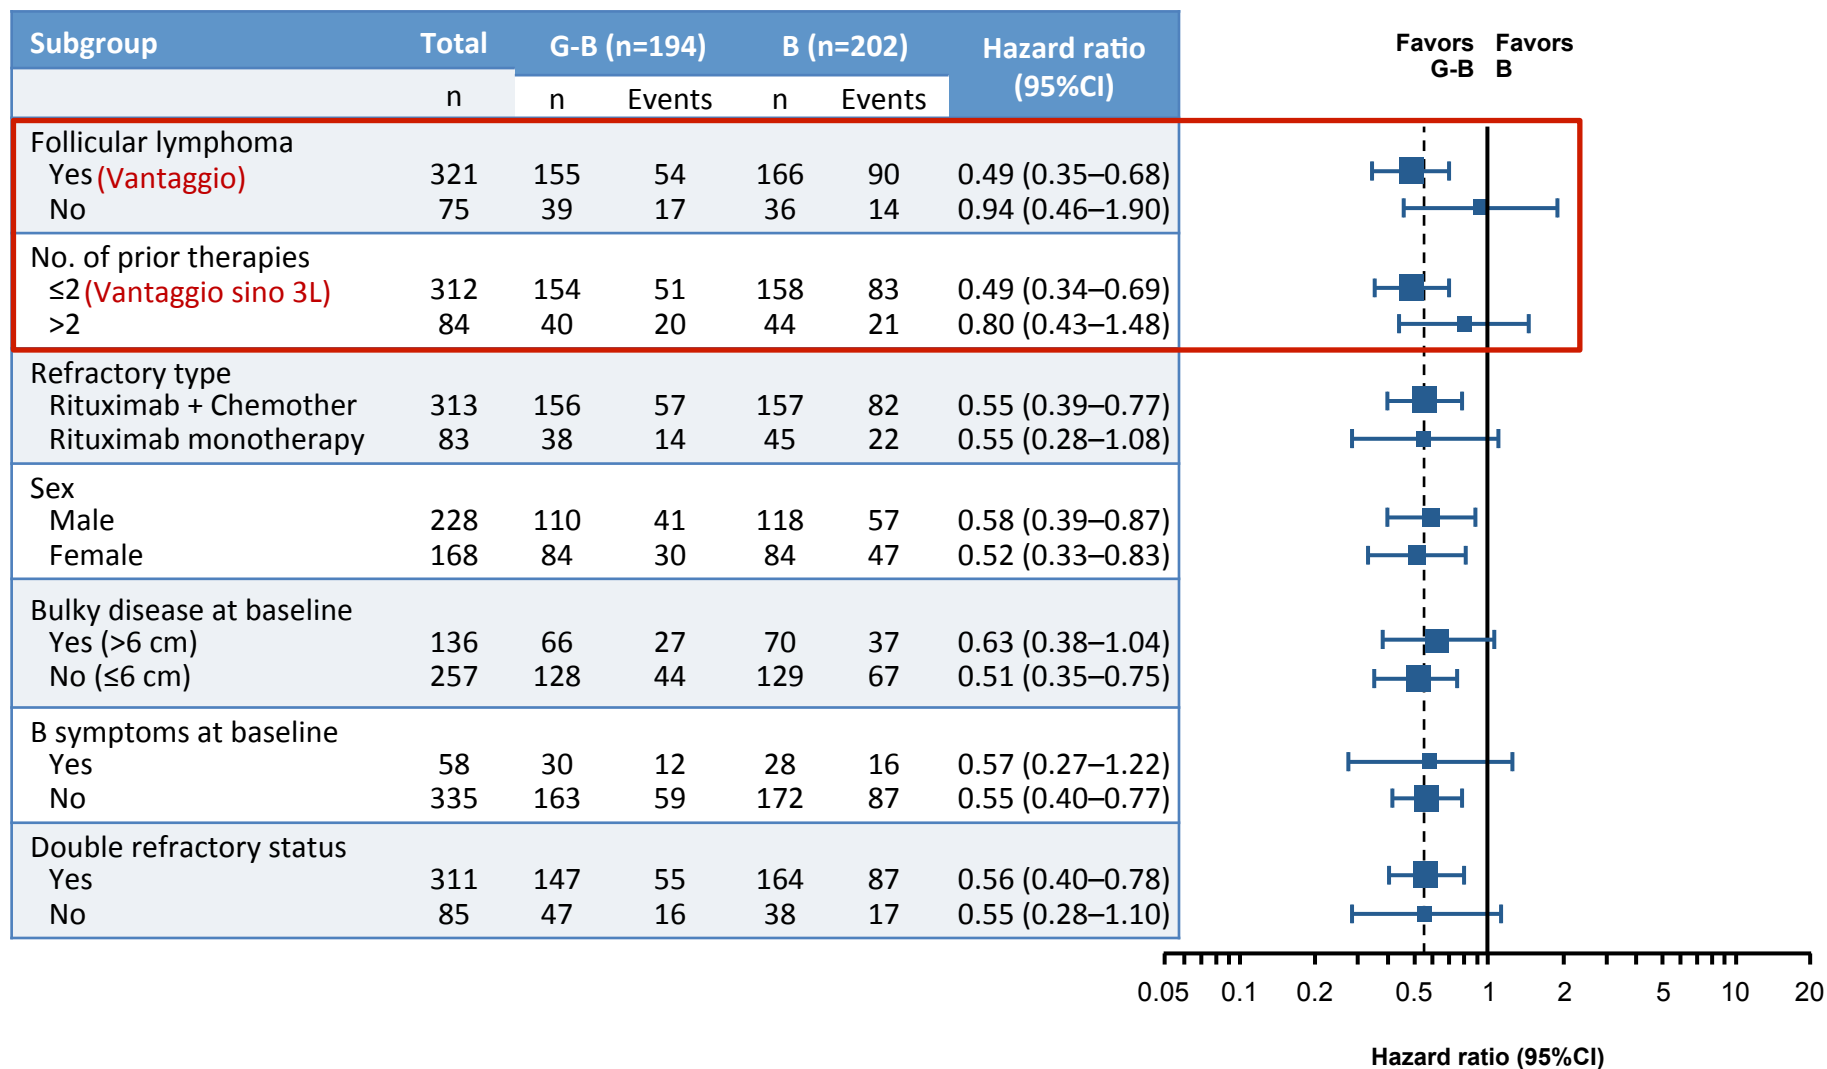 Subgroup Total G-B (n=194) B (n=202) Hazard ratio (95%CI)
n n Events n Events
Favors G-B Favors B
Follicular lymphoma
Yes (Vantaggio) 321 155 54 166 90 0.49 (0.35–0.68)
No 75 39 17 36 14 0.94 (0.46–1.90)
No. of prior therapies
≤2 (Vantaggio sino 3L) 312 154 51 158 83 0.49 (0.34–0.69)
>2 84 40 20 44 21 0.80 (0.43–1.48)
Refractory type
Rituximab + Chemother 313 156 57 157 82 0.55 (0.39–0.77)
Rituximab monotherapy 83 38 14 45 22 0.55 (0.28–1.08)
Sex
Male 228 110 41 118 57 0.58 (0.39–0.87)
Female 168 84 30 84 47 0.52 (0.33–0.83)
Bulky disease at baseline
Yes (>6 cm) 136 66 27 70 37 0.63 (0.38–1.04)
No (≤6 cm) 257 128 44 129 67 0.51 (0.35–0.75)
B symptoms at baseline
Yes 58 30 12 28 16 0.57 (0.27–1.22)
No 335 163 59 172 87 0.55 (0.40–0.77)
Double refractory status
Yes 311 147 55 164 87 0.56 (0.40–0.78)
No 85 47 16 38 17 0.55 (0.28–1.10)
0.05 0.1 0.2 0.5 1 2 5 10 20
Hazard ratio (95%CI)